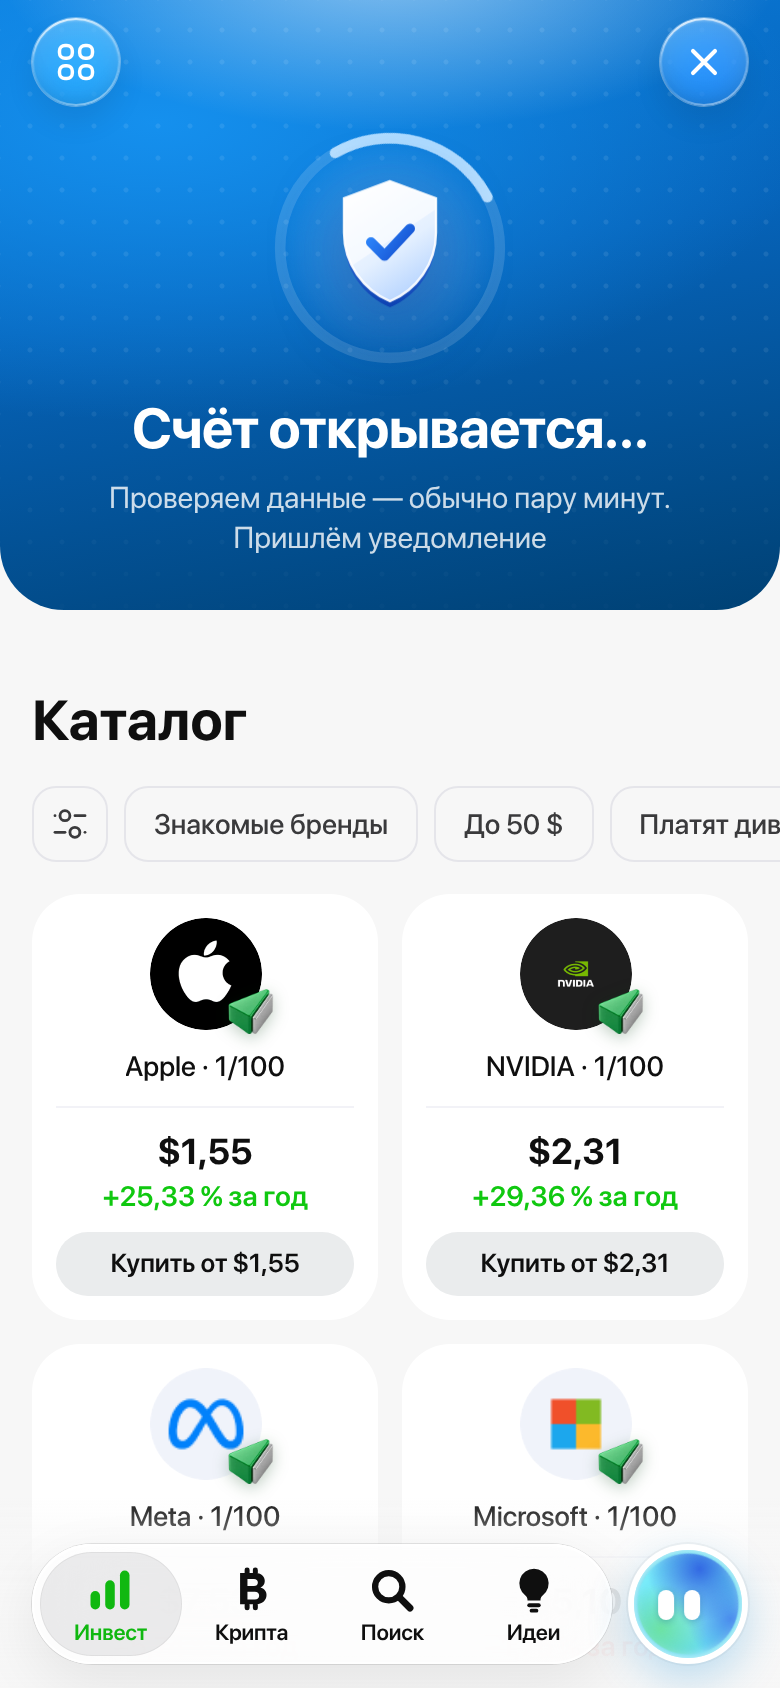 Счёт открывается...
Проверяем данные — обычно пару минут.
Пришлём уведомление
Каталог
Знакомые бренды
До 50 $
Платят див
NVIDIA
Apple · 1/100
NVIDIA · 1/100
$1,55
$2,31
+25,33 % за год
+29,36 % за год
Купить от $1,55
Купить от $2,31
Meta · 1/100
Microsoft · 1/100
Инвест
Крипта
Поиск
Идеи